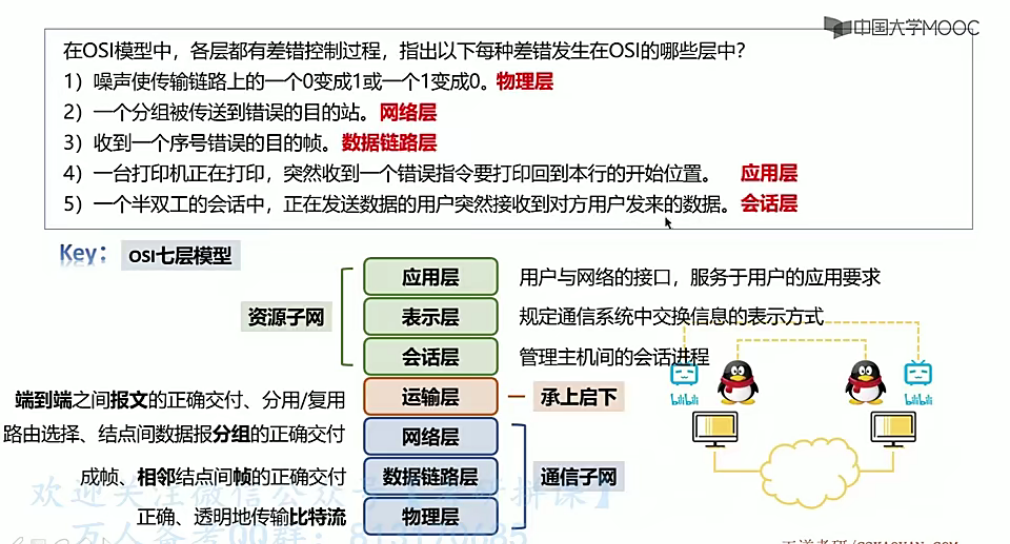 中国大学MOOC
在OSI模型中，各层都有差错控制过程，指出以下每种差错发生在OSI的哪些层中？
1）噪声使传输链路上的一个0变成1或一个1变成0。物理层
2）一个分组被传送到错误的目的站。网络层
3）收到一个序号错误的目的帧。数据链路层
4）一台打印机正在打印，突然收到一个错误指令要打印回到本行的开始位置。 应用层
5）一个半双工的会话中，正在发送数据的用户突然接收到对方用户发来的数据。会话层
Key： OSI七层模型
应用层 用户与网络的接口，服务于用户的应用要求
资源子网 表示层 规定通信系统中交换信息的表示方式
会话层 管理主机间的会话进程
bilibili bilibili
端到端之间报文的正确交付、分用/复用 运输层 承上启下
路由选择、结点间数据报分组的正确交付 网络层
成帧、相邻结点间帧的正确交付 数据链路层 通信子网
欢迎关注微信公众号
正确、透明地传输比特流 物理层
万人备考QQ群：